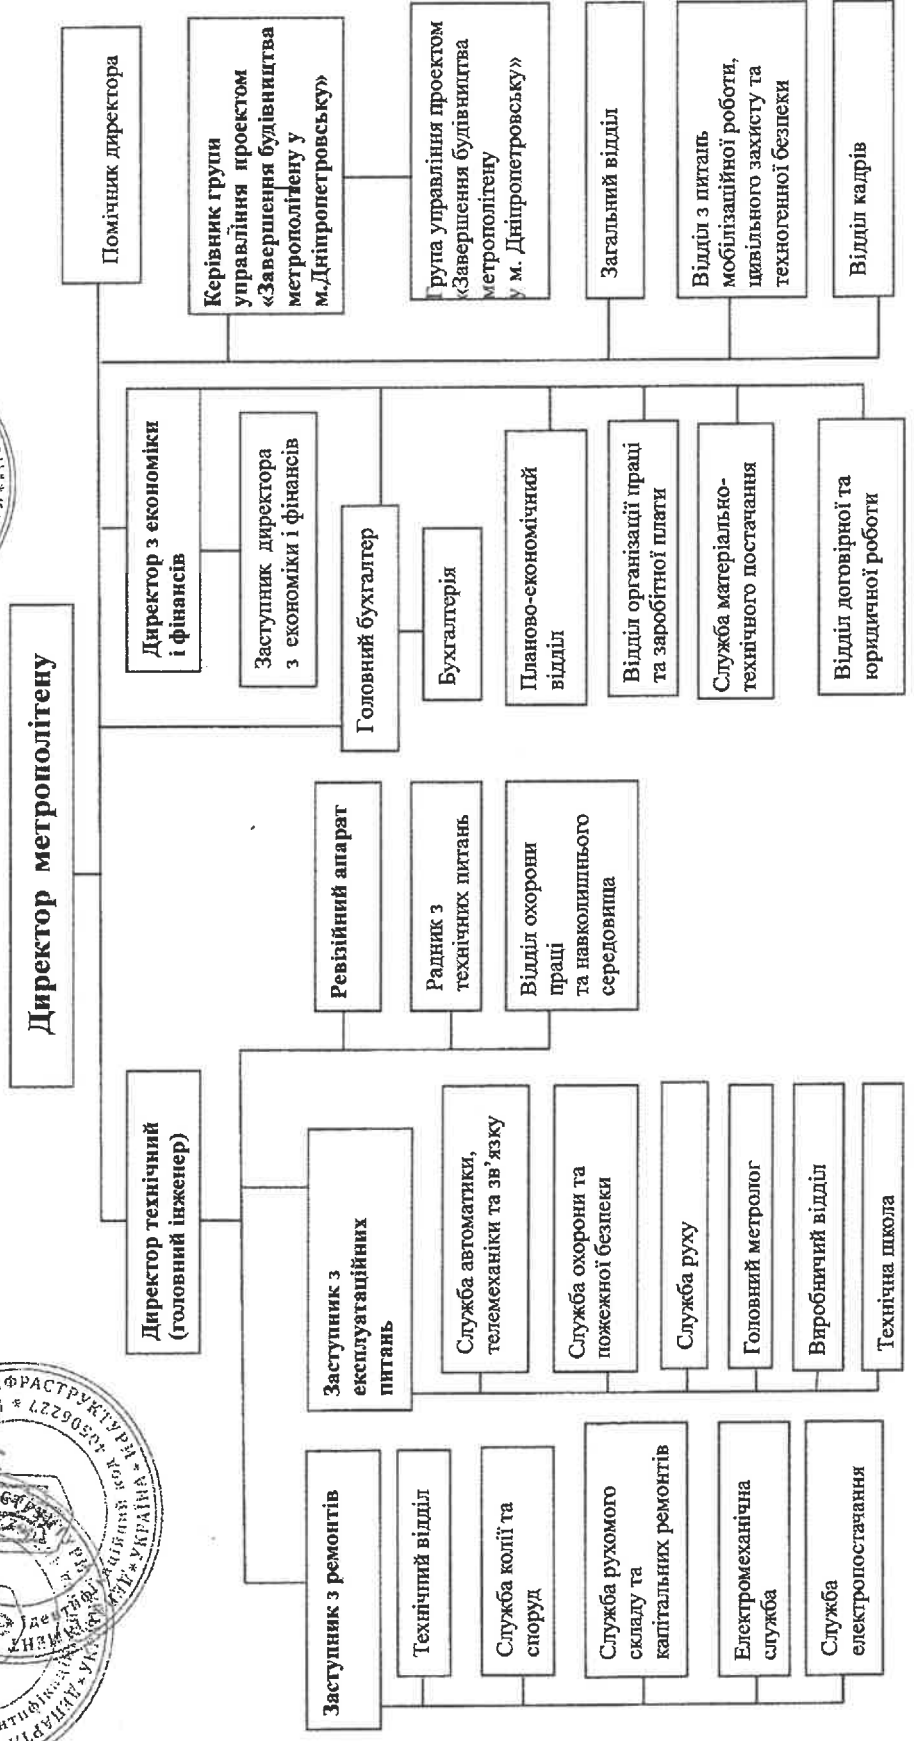 Директор метрополітену
Директор технічний
(головний інженер)
Заступник з ремонтів
Технічний відділ
Служба колії та
споруд
Служба рухомого
складу та
капітальних ремонтів
Електромеханічна
служба
Служба
електропостачання
Заступник з
експлуатаційних
питань
Служба автоматики,
телемеханіки та зв’язку
Служба охорони та
пожежної безпеки
Служба руху
Головний метролог
Виробничий відділ
Технічна школа
Ревізійний апарат
Радник з
технічних питань
Відділ охорони
праці
та навколишнього
середовища
Директор з економіки
і фінансів
Заступник директора
з економіки і фінансів
Головний бухгалтер
Бухгалтерія
Планово-економічний
відділ
Відділ організації праці
та заробітної плати
Служба матеріально-
технічного постачання
Відділ договірної та
юридичної роботи
Помічник директора
Керівник групи
управління проектом
«Завершення будівництва
метрополітену у
м.Дніпропетровську»
Група управління проектом
«Завершення будівництва
метрополітену
у м. Дніпропетровську»
Загальний відділ
Відділ з питань
мобілізаційної роботи,
цивільного захисту та
техногенної безпеки
Відділ кадрів